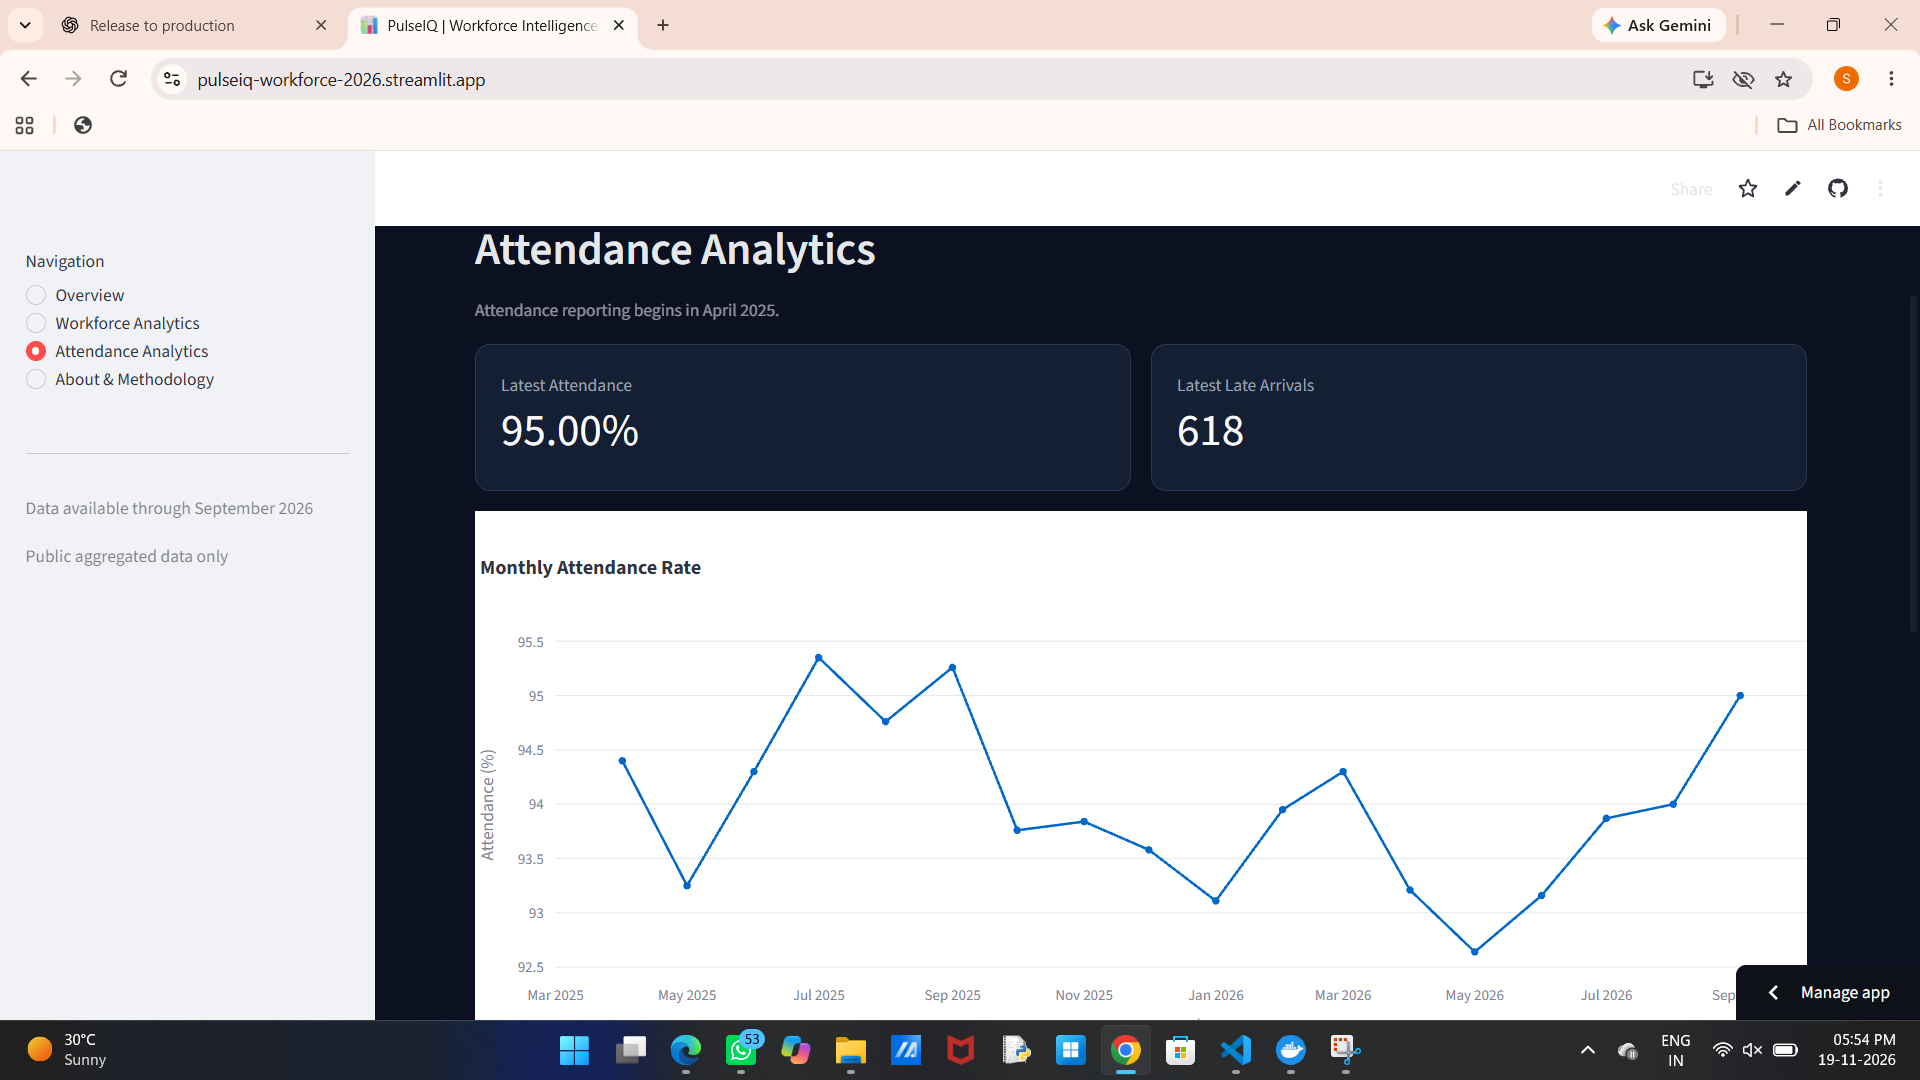 Release to production
PulseIQ | Workforce Intelligence
Ask Gemini
pulseiq-workforce-2026.streamlit.app
S
All Bookmarks
Share
Navigation
Overview
Workforce Analytics
Attendance Analytics
About & Methodology
Data available through September 2026
Public aggregated data only
Attendance Analytics
Attendance reporting begins in April 2025.
Latest Attendance
95.00%
Latest Late Arrivals
618
Monthly Attendance Rate
Attendance (%)
95.5
95
94.5
94
93.5
93
92.5
Mar 2025 May 2025 Jul 2025 Sep 2025 Nov 2025 Jan 2026 Mar 2026 May 2026 Jul 2026 Sep
Manage app
30°C
Sunny
53
ENG
IN
05:54 PM
19-11-2026